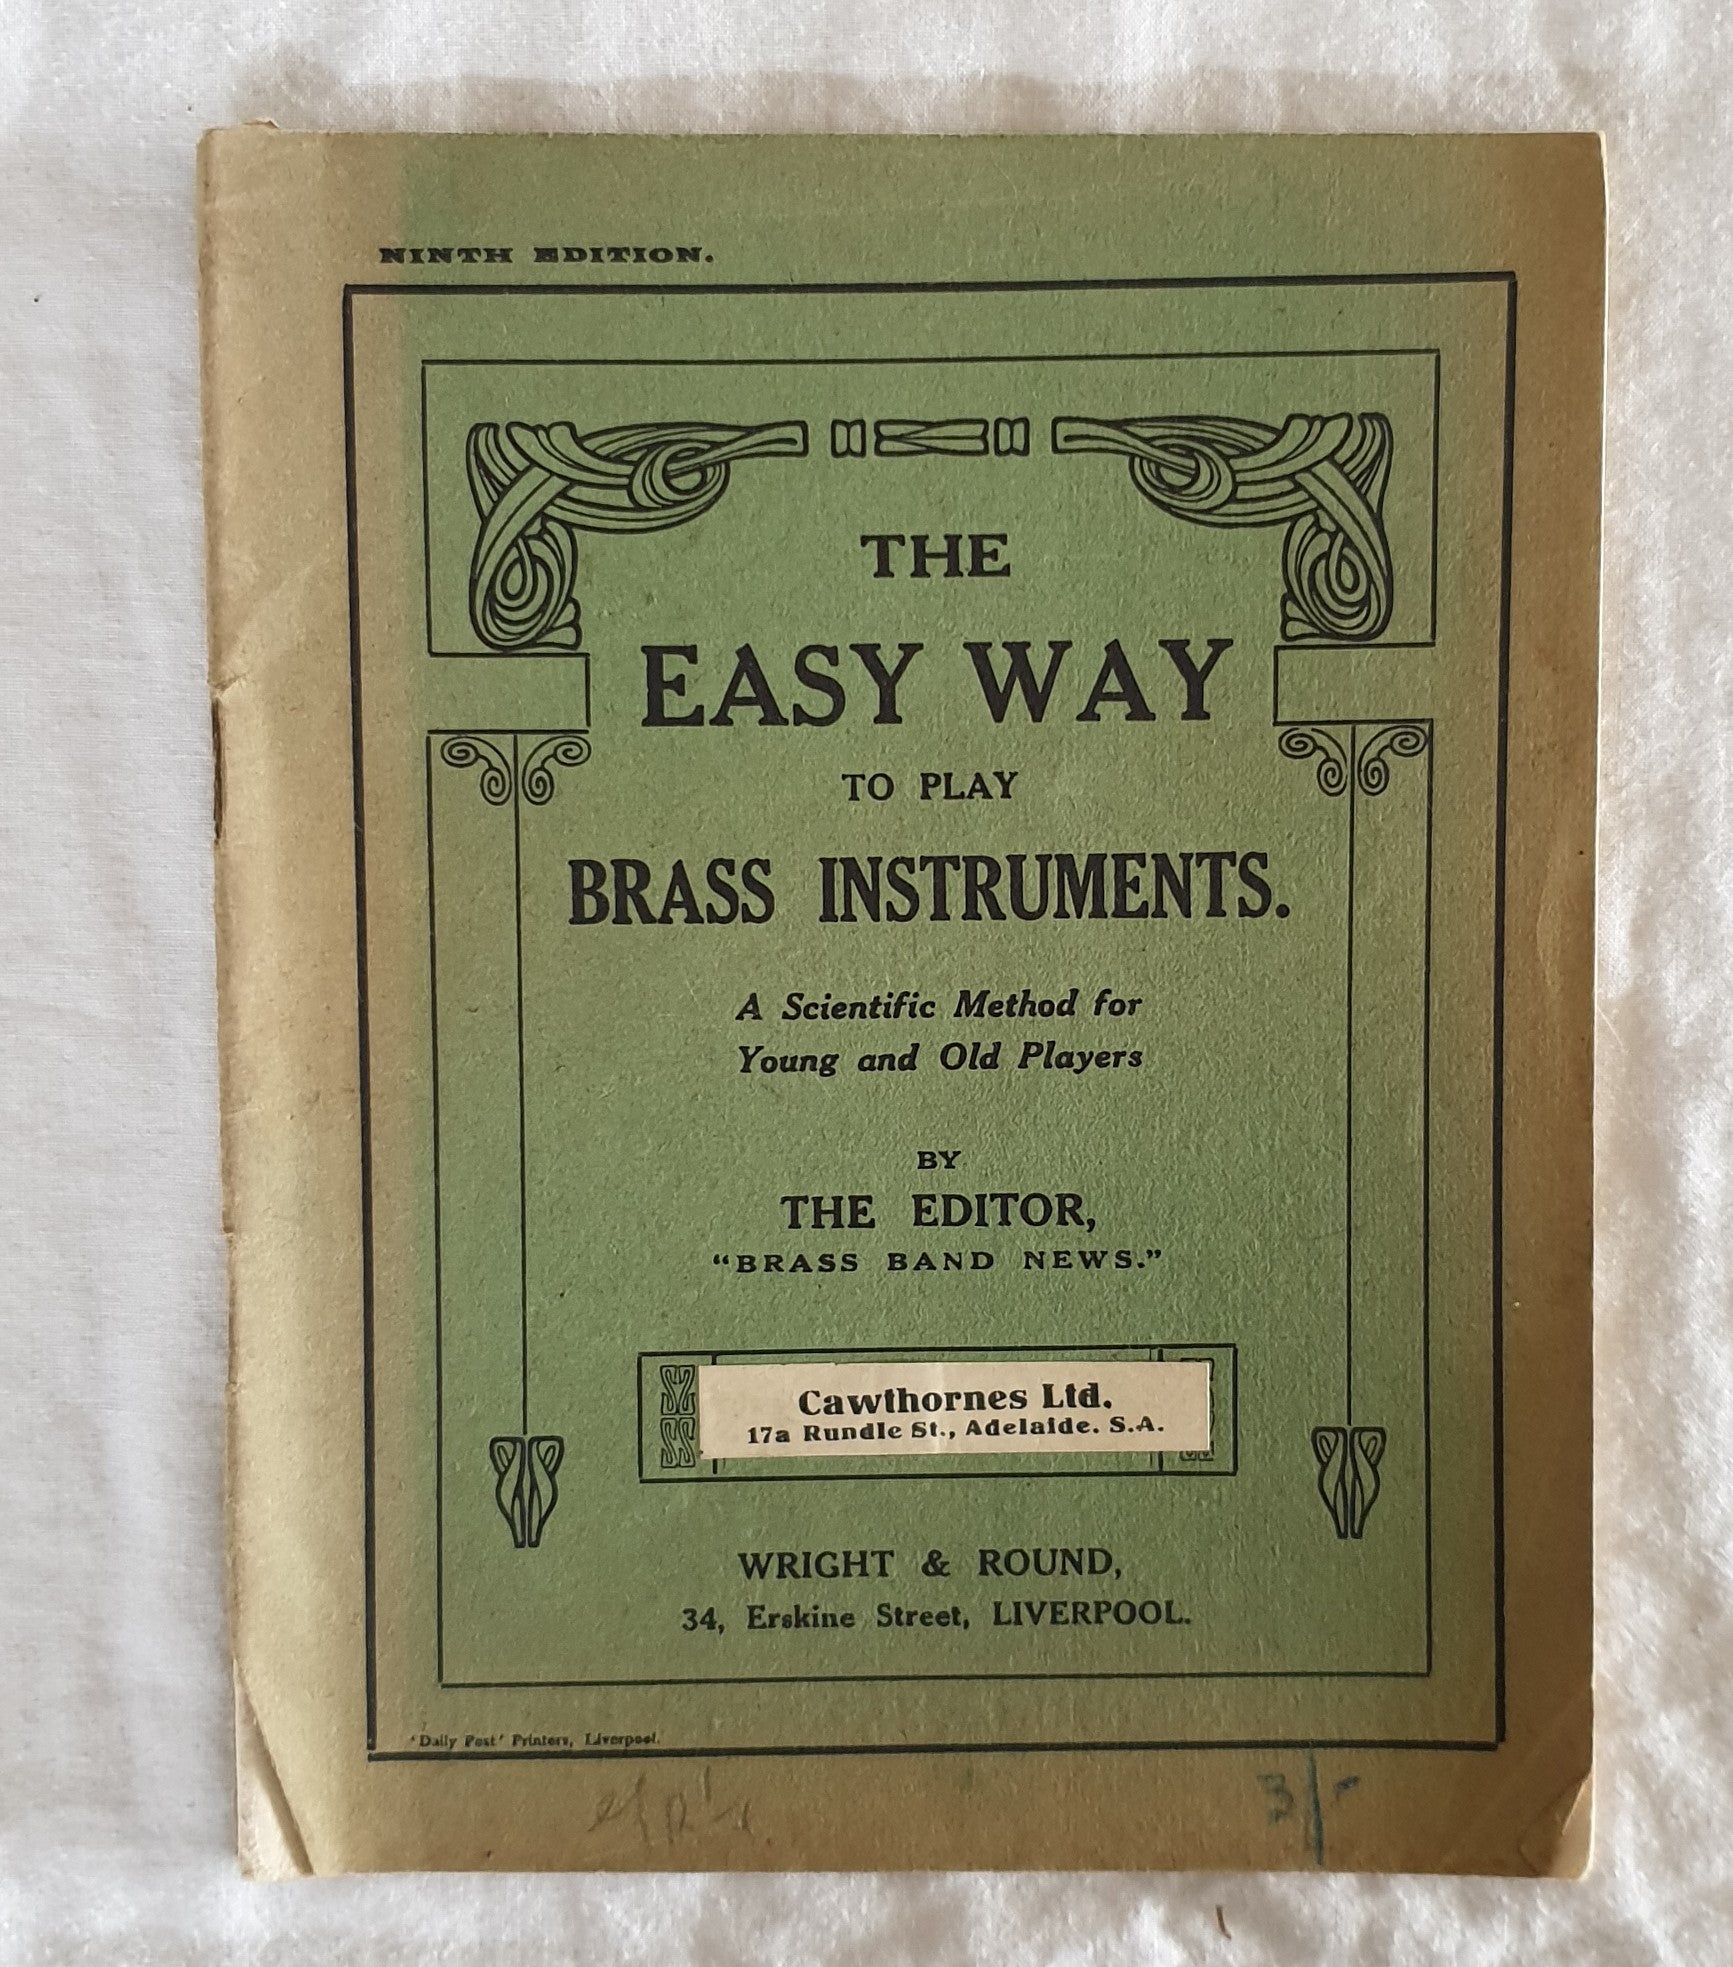 NINTH EDITION.
THE
EASY WAY
TO PLAY
BRASS INSTRUMENTS.
A Scientific Method for
Young and Old Players
BY
THE EDITOR,
"BRASS BAND NEWS."
Cawthornes Ltd.
17a Rundle St., Adelaide. S.A.
WRIGHT & ROUND,
34, Erskine Street, LIVERPOOL.
'Daily Post' Printers, Liverpool.
3/-